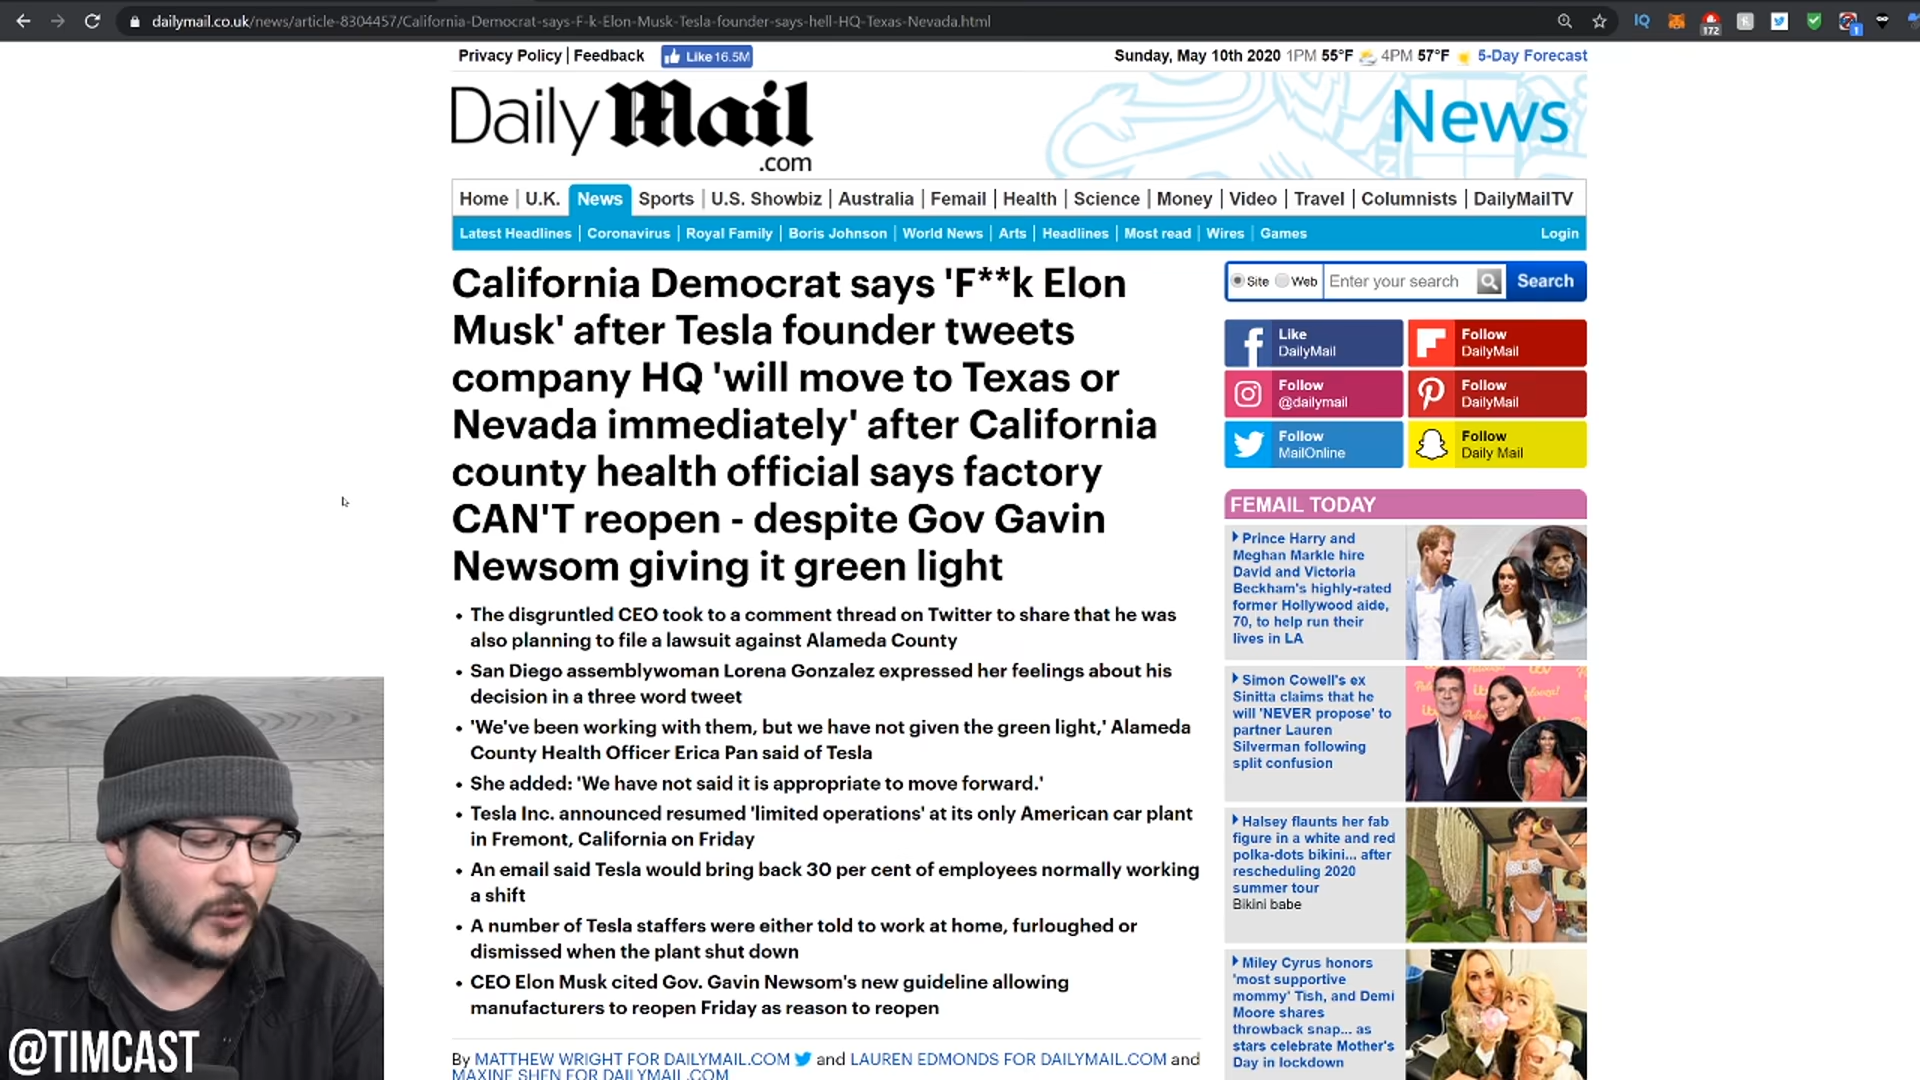 dailymail.co.uk/news/article-8304457/California-Democrat-says-F-k-Elon-Musk-Tesla-founder-says-hell-HQ-Texas-Nevada.html
172
1
Privacy Policy | Feedback
Like 16.5M
Sunday, May 10th 2020 1PM 55°F 4PM 57°F 5-Day Forecast
Daily Mail
.com
News
Home | U.K. News Sports | U.S. Showbiz | Australia | Femail | Health | Science | Money | Video | Travel | Columnists | DailyMailTV
Latest Headlines | Coronavirus | Royal Family | Boris Johnson | World News | Arts | Headlines | Most read | Wires | Games
Login
California Democrat says 'F**k Elon
Musk' after Tesla founder tweets
company HQ 'will move to Texas or
Nevada immediately' after California
county health official says factory
CAN'T reopen - despite Gov Gavin
Newsom giving it green light
• The disgruntled CEO took to a comment thread on Twitter to share that he was
also planning to file a lawsuit against Alameda County
• San Diego assemblywoman Lorena Gonzalez expressed her feelings about his
decision in a three word tweet
• 'We've been working with them, but we have not given the green light,' Alameda
County Health Officer Erica Pan said of Tesla
• She added: 'We have not said it is appropriate to move forward.'
• Tesla Inc. announced resumed 'limited operations' at its only American car plant
in Fremont, California on Friday
• An email said Tesla would bring back 30 per cent of employees normally working
a shift
• A number of Tesla staffers were either told to work at home, furloughed or
dismissed when the plant shut down
• CEO Elon Musk cited Gov. Gavin Newsom's new guideline allowing
manufacturers to reopen Friday as reason to reopen
By MATTHEW WRIGHT FOR DAILYMAIL.COM and LAUREN EDMONDS FOR DAILYMAIL.COM and
MAXINE SHEN FOR DAILYMAIL.COM
Site Web Enter your search Search
Like
DailyMail
Follow
DailyMail
Follow
@dailymail
Follow
DailyMail
Follow
MailOnline
Follow
Daily Mail
FEMAIL TODAY
Prince Harry and
Meghan Markle hire
David and Victoria
Beckham's highly-rated
former Hollywood aide,
70, to help run their
lives in LA
Simon Cowell's ex
Sinitta claims that he
will 'NEVER propose' to
partner Lauren
Silverman following
split confusion
Halsey flaunts her fab
figure in a white and red
polka-dots bikini... after
rescheduling 2020
summer tour
Bikini babe
Miley Cyrus honors
'most supportive
mommy' Tish, and Demi
Moore shares
throwback snap... as
stars celebrate Mother's
Day in lockdown
@TIMCAST